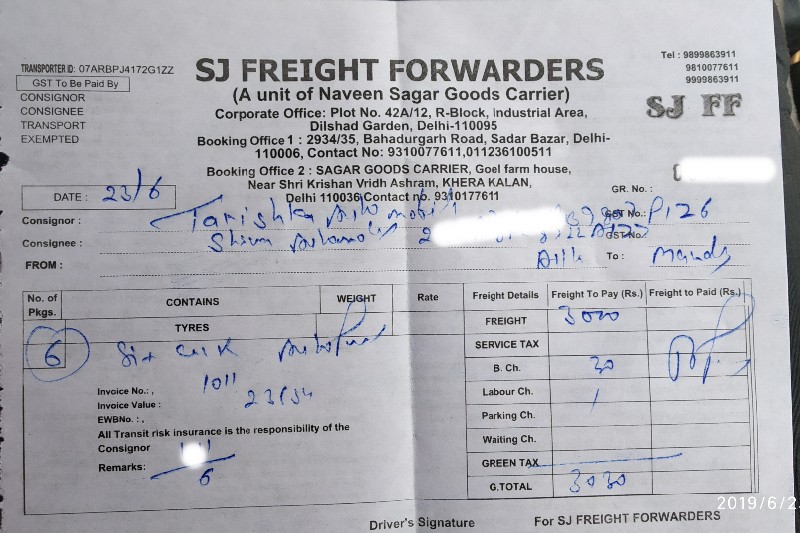 TRANSPORTER ID: 07ARBPJ4172G1ZZ
GST To Be Paid By
CONSIGNOR
CONSIGNEE
TRANSPORT
EXEMPTED
SJ FREIGHT FORWARDERS
(A unit of Naveen Sagar Goods Carrier)
Corporate Office: Plot No. 42A/12, R-Block, Industrial Area,
Dilshad Garden, Delhi-110095
Booking Office 1 : 2934/35, Bahadurgarh Road, Sadar Bazar, Delhi-
110006, Contact No: 9310077611,011236100511
Booking Office 2 : SAGAR GOODS CARRIER, Goel farm house,
Near Shri Krishan Vridh Ashram, KHERA KALAN,
Delhi 110036 Contact no. 9310177611
Tel : 9899863911
9810077611
9999863911
SJ FF
GR. No. :
DATE : 23/6
Consignor : Tarishka GST No.:
Consignee : Shiva 2 GST No.
FROM : To :
No. of Pkgs. CONTAINS WEIGHT Rate Freight Details Freight To Pay (Rs.) Freight to Paid (Rs.)
TYRES
6 Six
FREIGHT 3000
SERVICE TAX
B. Ch. 30
Labour Ch. /
Parking Ch.
Waiting Ch.
GREEN TAX
G.TOTAL 3030
Invoice No.: , 1011
Invoice Value :
EWBNo. : ,
All Transit risk insurance is the responsibility of the
Consignor
Remarks: 6
Driver's Signature For SJ FREIGHT FORWARDERS
2019/6/2